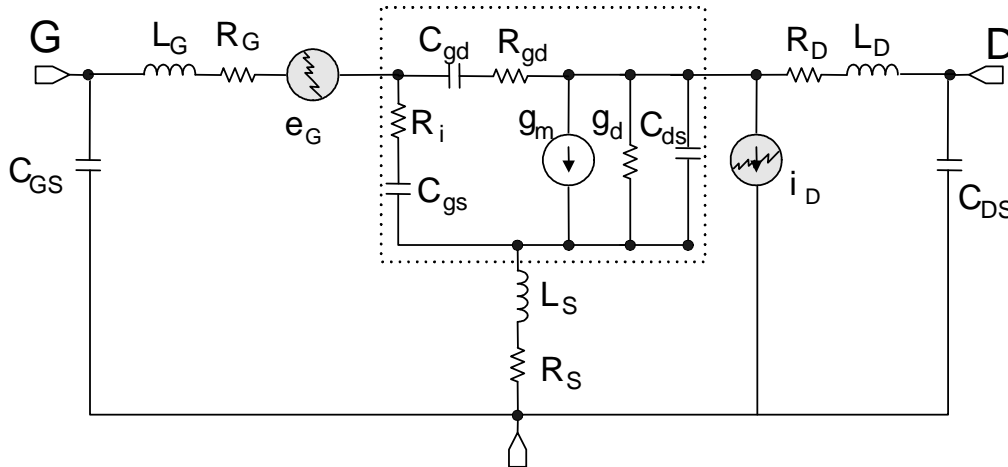 G
L_G
R_G
e_G
C_gd
R_gd
R_i
C_gs
g_m
g_d
C_ds
i_D
R_D
L_D
D
C_GS
C_DS
L_S
R_S